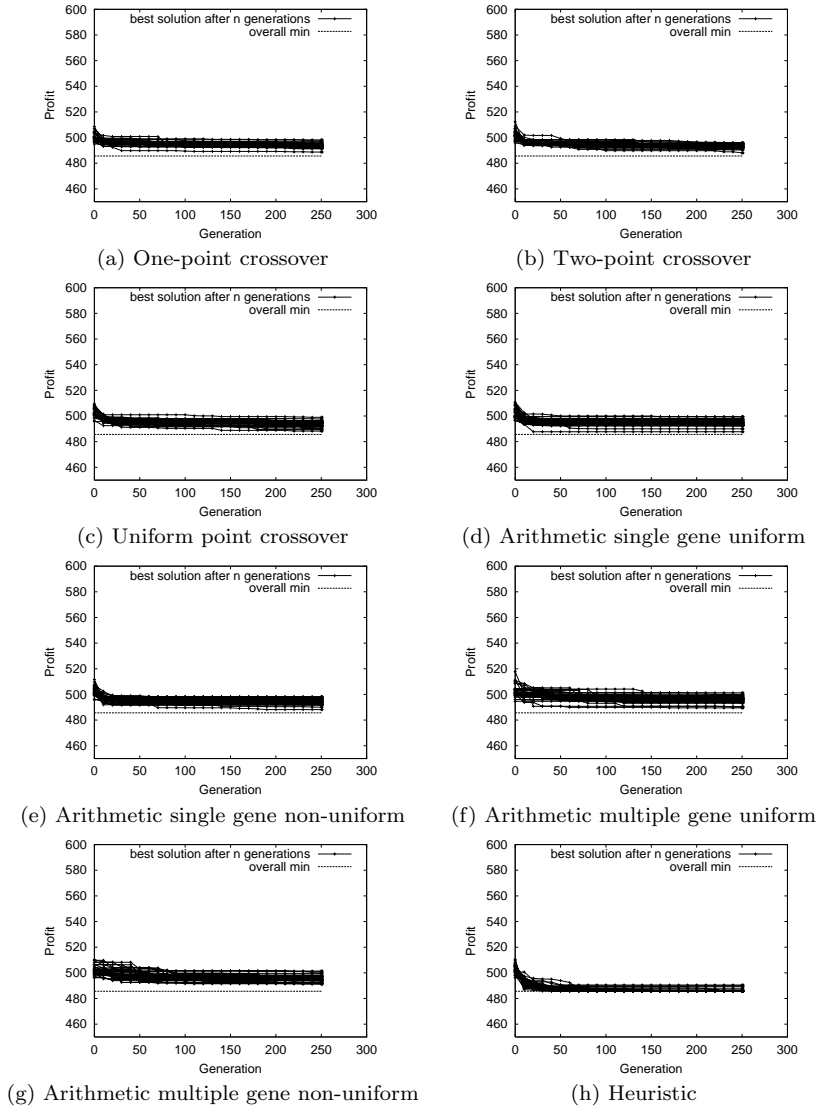 600
580
560
540
520
500
480
460
0 50 100 150 200 250 300
Profit
Generation
best solution after n generations
overall min
(a) One-point crossover
600
580
560
540
520
500
480
460
0 50 100 150 200 250 300
Profit
Generation
best solution after n generations
overall min
(b) Two-point crossover
600
580
560
540
520
500
480
460
0 50 100 150 200 250 300
Profit
Generation
best solution after n generations
overall min
(c) Uniform point crossover
600
580
560
540
520
500
480
460
0 50 100 150 200 250 300
Profit
Generation
best solution after n generations
overall min
(d) Arithmetic single gene uniform
600
580
560
540
520
500
480
460
0 50 100 150 200 250 300
Profit
Generation
best solution after n generations
overall min
(e) Arithmetic single gene non-uniform
600
580
560
540
520
500
480
460
0 50 100 150 200 250 300
Profit
Generation
best solution after n generations
overall min
(f) Arithmetic multiple gene uniform
600
580
560
540
520
500
480
460
0 50 100 150 200 250 300
Profit
Generation
best solution after n generations
overall min
(g) Arithmetic multiple gene non-uniform
600
580
560
540
520
500
480
460
0 50 100 150 200 250 300
Profit
Generation
best solution after n generations
overall min
(h) Heuristic